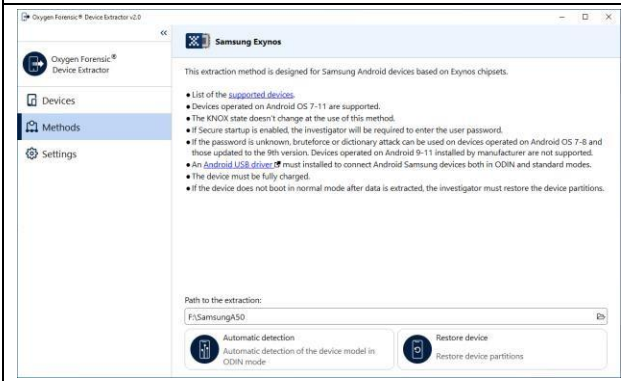 Oxygen Forensic® Device Extractor v2.0
«
Samsung Exynos
Oxygen Forensic®
Device Extractor
This extraction method is designed for Samsung Android devices based on Exynos chipsets.
Devices
● List of the supported devices.
● Devices operated on Android OS 7-11 are supported.
Methods
● The KNOX state doesn't change at the use of this method.
● If Secure startup is enabled, the investigator will be required to enter the user password.
● If the password is unknown, bruteforce or dictionary attack can be used on devices operated on Android OS 7-8 and
Settings
those updated to the 9th version. Devices operated on Android 9-11 installed by manufacturer are not supported.
● An Android USB driver must installed to connect Android Samsung devices both in ODIN and standard modes.
● The device must be fully charged.
● If the device does not boot in normal mode after data is extracted, the investigator must restore the device partitions.
Path to the extraction:
F:\SamsungA50
Automatic detection
Automatic detection of the device model in
ODIN mode
Restore device
Restore device partitions